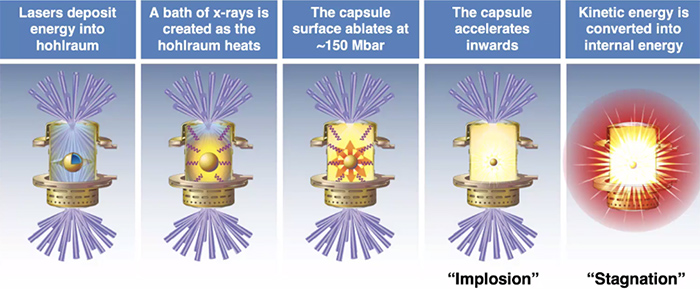 Lasers deposit
energy into
hohlraum
A bath of x-rays is
created as the
hohlraum heats
The capsule
surface ablates at
~150 Mbar
The capsule
accelerates
inwards
Kinetic energy is
converted into
internal energy
“Implosion”
“Stagnation”